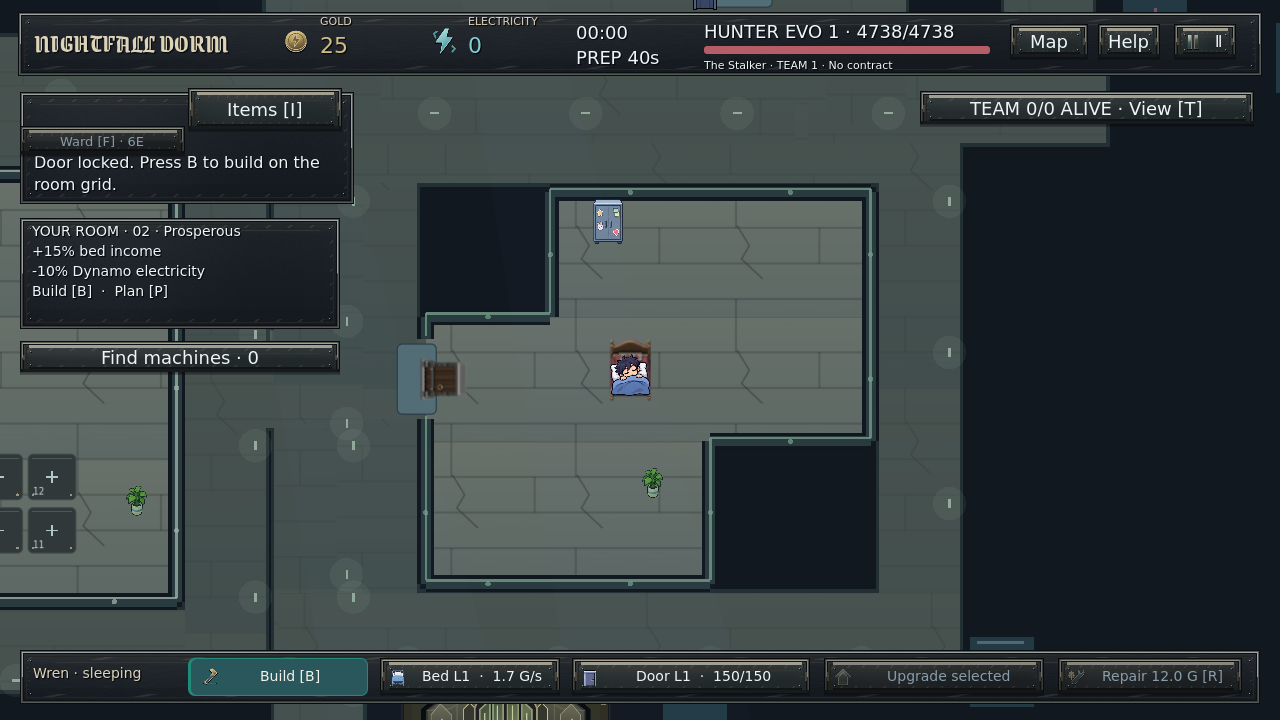 NIGHTFALL DORM
GOLD
25
ELECTRICITY
0
00:00
PREP 40s
HUNTER EVO 1 · 4738/4738
The Stalker · TEAM 1 · No contract
Map
Help
II
Items [I]
Ward [F] · 6E
Door locked. Press B to build on the
room grid.
TEAM 0/0 ALIVE · View [T]
YOUR ROOM · 02 · Prosperous
+15% bed income
-10% Dynamo electricity
Build [B] · Plan [P]
Find machines · 0
+
12
+
11
Wren · sleeping
Build [B]
Bed L1 · 1.7 G/s
Door L1 · 150/150
Upgrade selected
Repair 12.0 G [R]